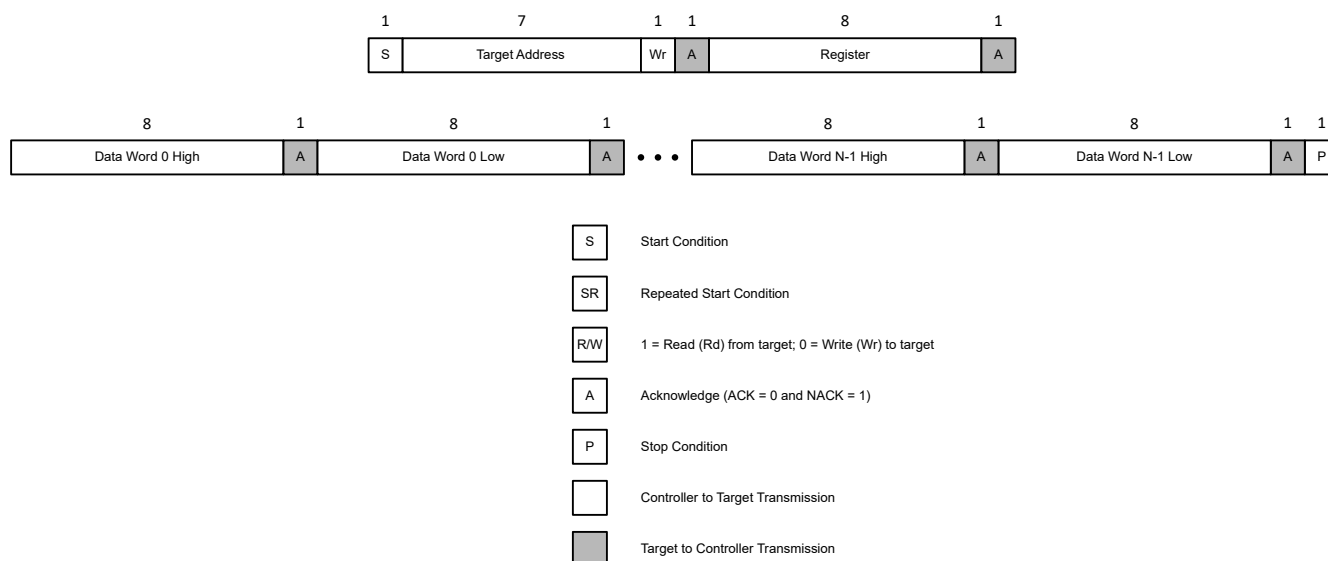 1 7 1 1 8 1
S Target Address Wr A Register A
8 1 8 1 8 1 8 1 1
Data Word 0 High A Data Word 0 Low A • • • Data Word N-1 High A Data Word N-1 Low A P
S Start Condition
SR Repeated Start Condition
R/W 1 = Read (Rd) from target; 0 = Write (Wr) to target
A Acknowledge (ACK = 0 and NACK = 1)
P Stop Condition
Controller to Target Transmission
Target to Controller Transmission